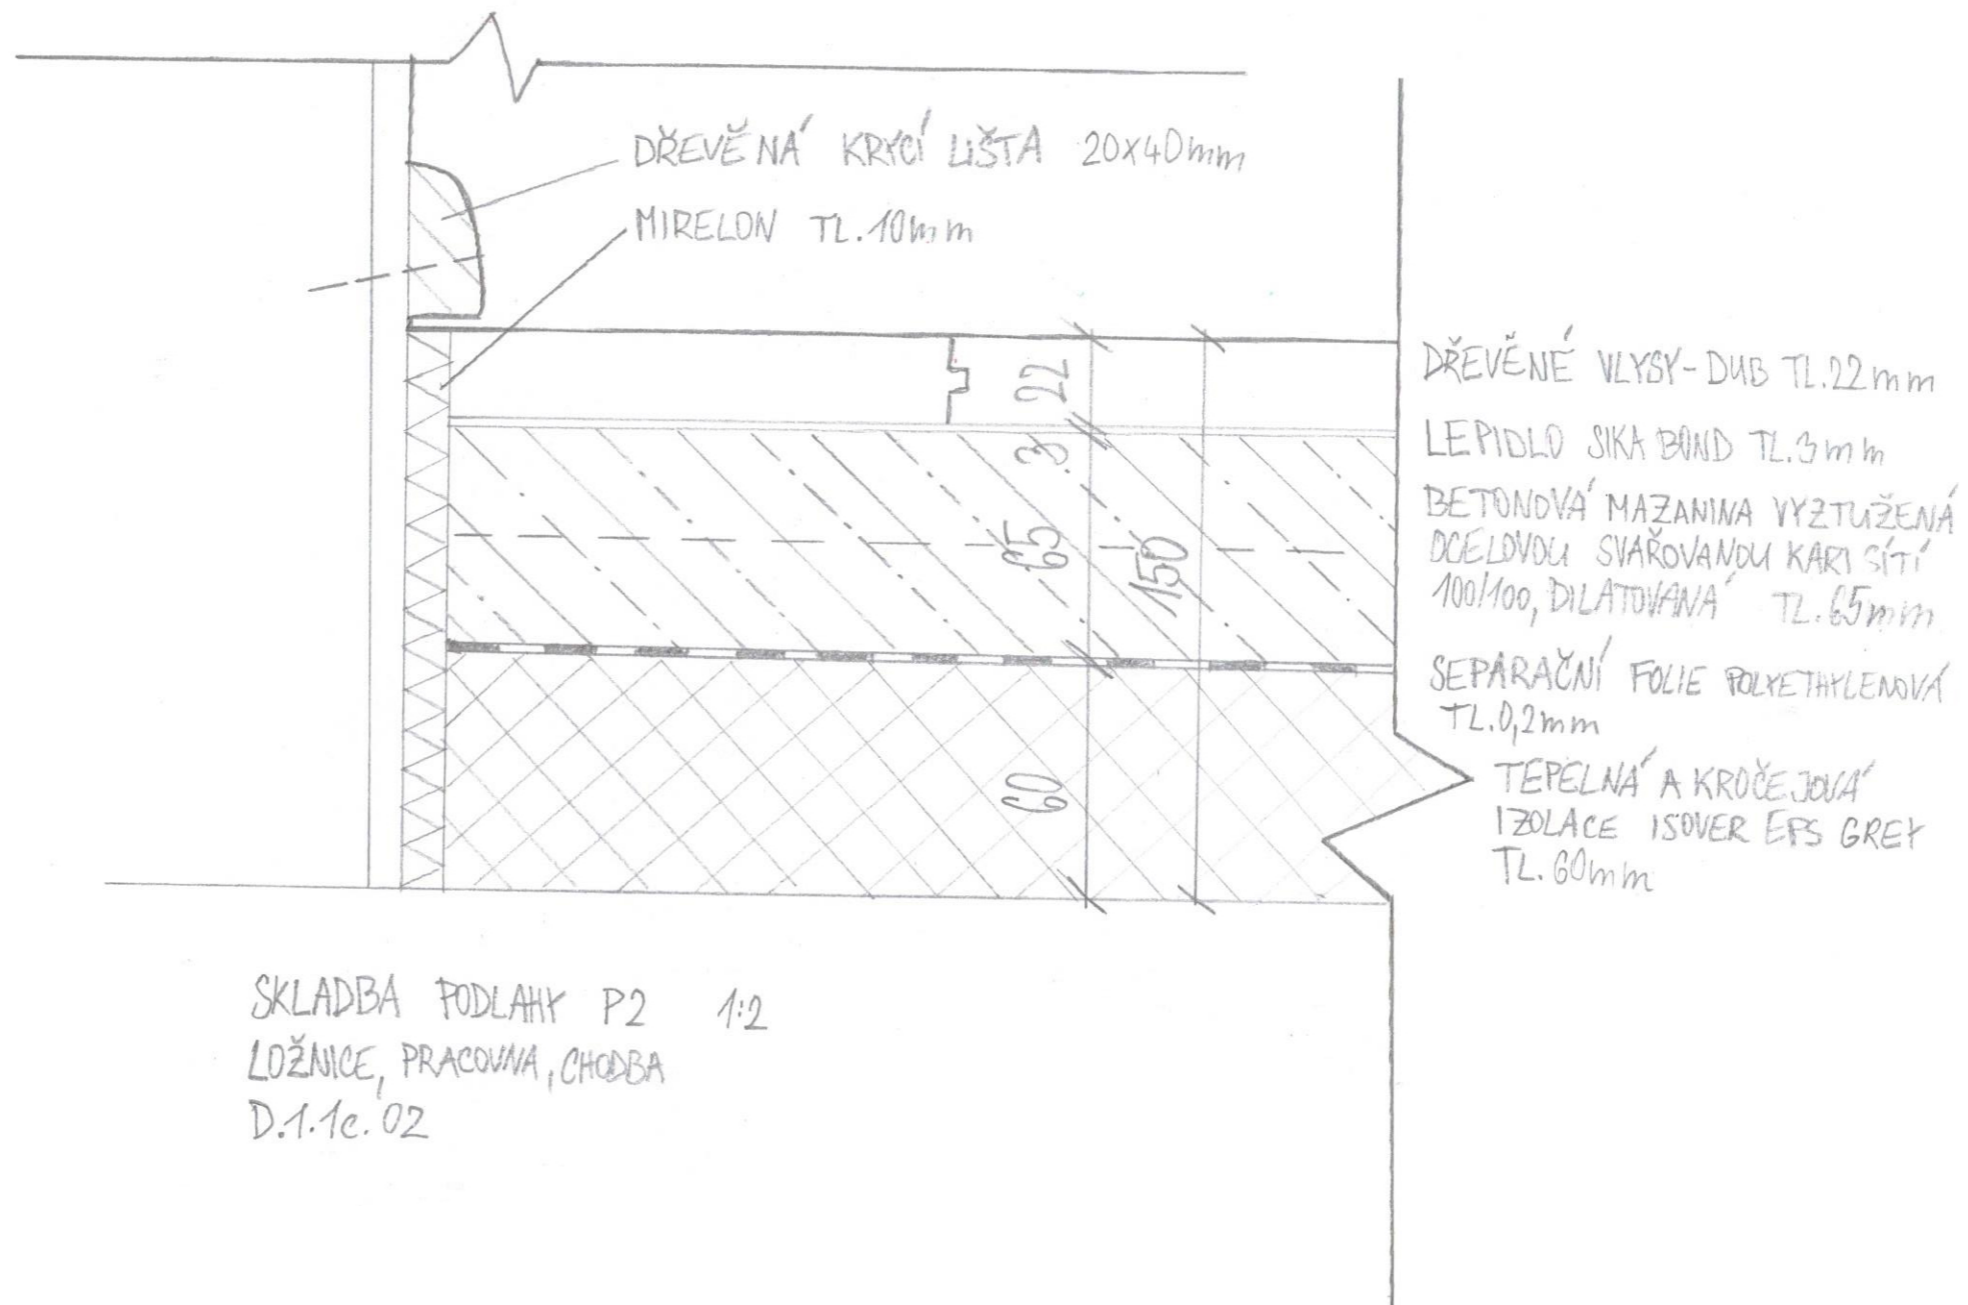 DŘEVĚNÁ KRYCÍ LIŠTA 20x40mm
MIRELON TL.10mm
22
3
65
150
60
DŘEVĚNÉ VLYSY-DUB TL.22mm
LEPIDLO SIKA BOND TL.3mm
BETONOVÁ MAZANINA VYZTUŽENÁ
OCELOVOU SVAŘOVANOU KARI SÍTÍ
100/100, DILATOVANÁ TL.65mm
SEPARAČNÍ FOLIE POLYETHYLENOVÁ
TL.0,2mm
TEPELNÁ A KROČEJOVÁ
IZOLACE ISOVER EPS GREY
TL.60mm
SKLADBA PODLAHY P2 1:2
LOŽNICE, PRACOVNA, CHODBA
D.1.1c.02